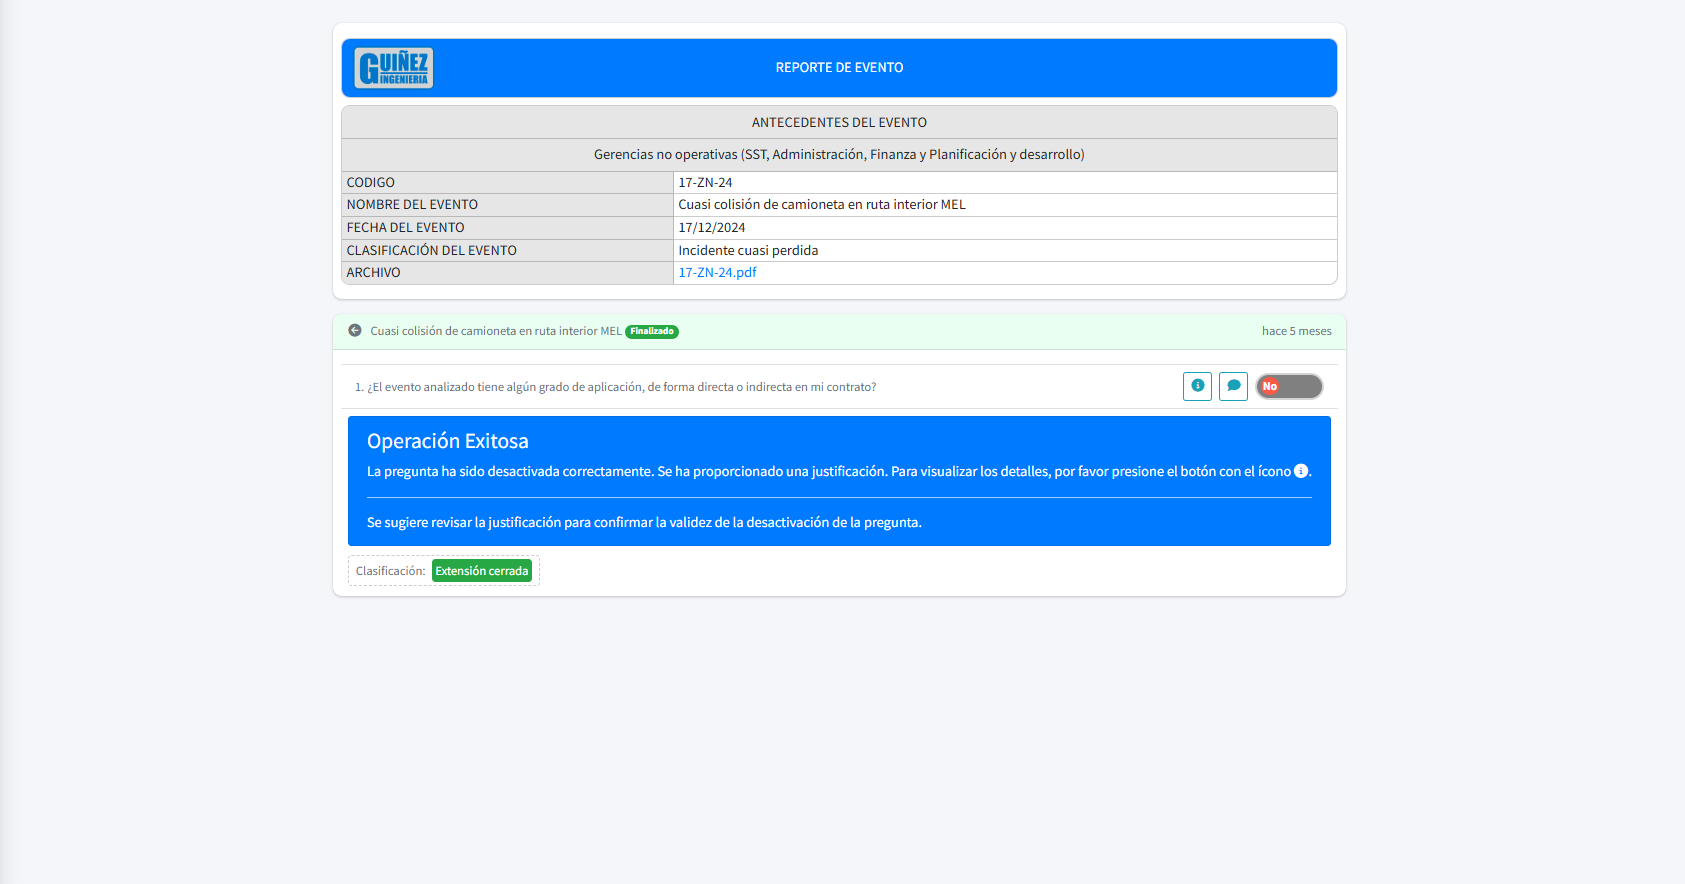 GUIÑEZ
INGENIERIA
REPORTE DE EVENTO
ANTECEDENTES DEL EVENTO
Gerencias no operativas (SST, Administración, Finanza y Planificación y desarrollo)
CODIGO 17-ZN-24
NOMBRE DEL EVENTO Cuasi colisión de camioneta en ruta interior MEL
FECHA DEL EVENTO 17/12/2024
CLASIFICACIÓN DEL EVENTO Incidente cuasi perdida
ARCHIVO 17-ZN-24.pdf
Cuasi colisión de camioneta en ruta interior MEL Finalizado hace 5 meses
1. ¿El evento analizado tiene algún grado de aplicación, de forma directa o indirecta en mi contrato? No
Operación Exitosa
La pregunta ha sido desactivada correctamente. Se ha proporcionado una justificación. Para visualizar los detalles, por favor presione el botón con el ícono .
Se sugiere revisar la justificación para confirmar la validez de la desactivación de la pregunta.
Clasificación: Extensión cerrada